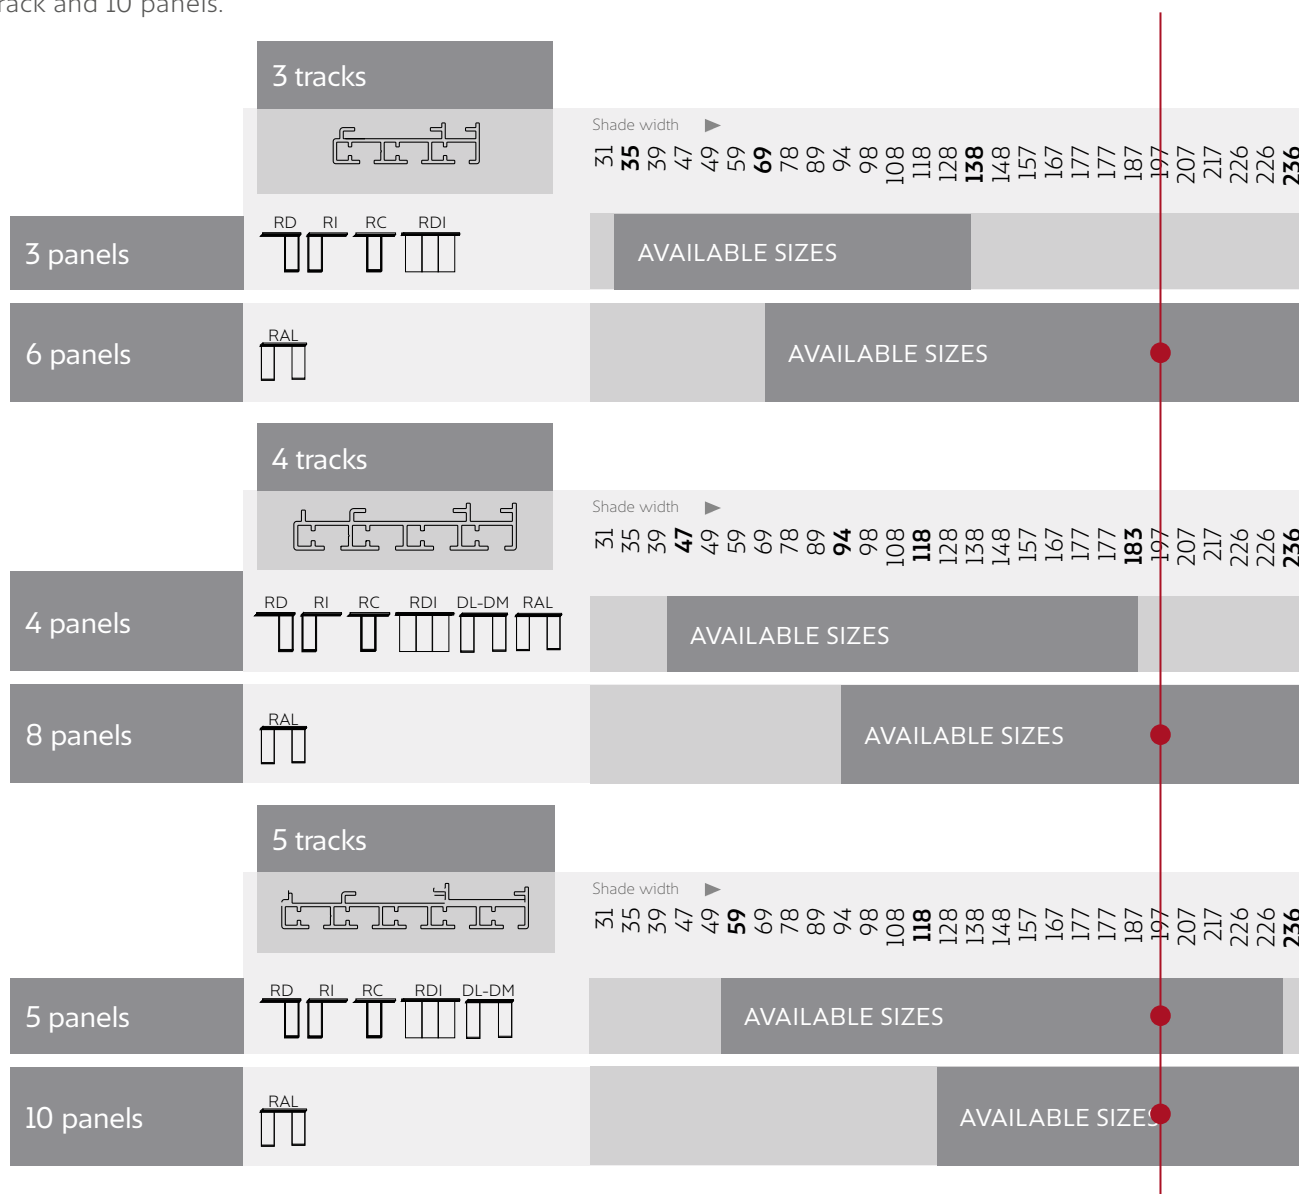 rack and 10 panels.
3 tracks
Shade width
31 35 39 47 49 59 69 78 89 94 98 108 118 128 138 148 157 167 177 177 187 197 207 217 226 226 236
RD RI RC RDI
3 panels
AVAILABLE SIZES
RAL
6 panels
AVAILABLE SIZES
4 tracks
Shade width
31 35 39 47 49 59 69 78 89 94 98 108 118 128 138 148 157 167 177 177 183 197 207 217 226 226 236
RD RI RC RDI DL-DM RAL
4 panels
AVAILABLE SIZES
RAL
8 panels
AVAILABLE SIZES
5 tracks
Shade width
31 35 39 47 49 59 69 78 89 94 98 108 118 128 138 148 157 167 177 177 187 197 207 217 226 226 236
RD RI RC RDI DL-DM
5 panels
AVAILABLE SIZES
RAL
10 panels
AVAILABLE SIZES